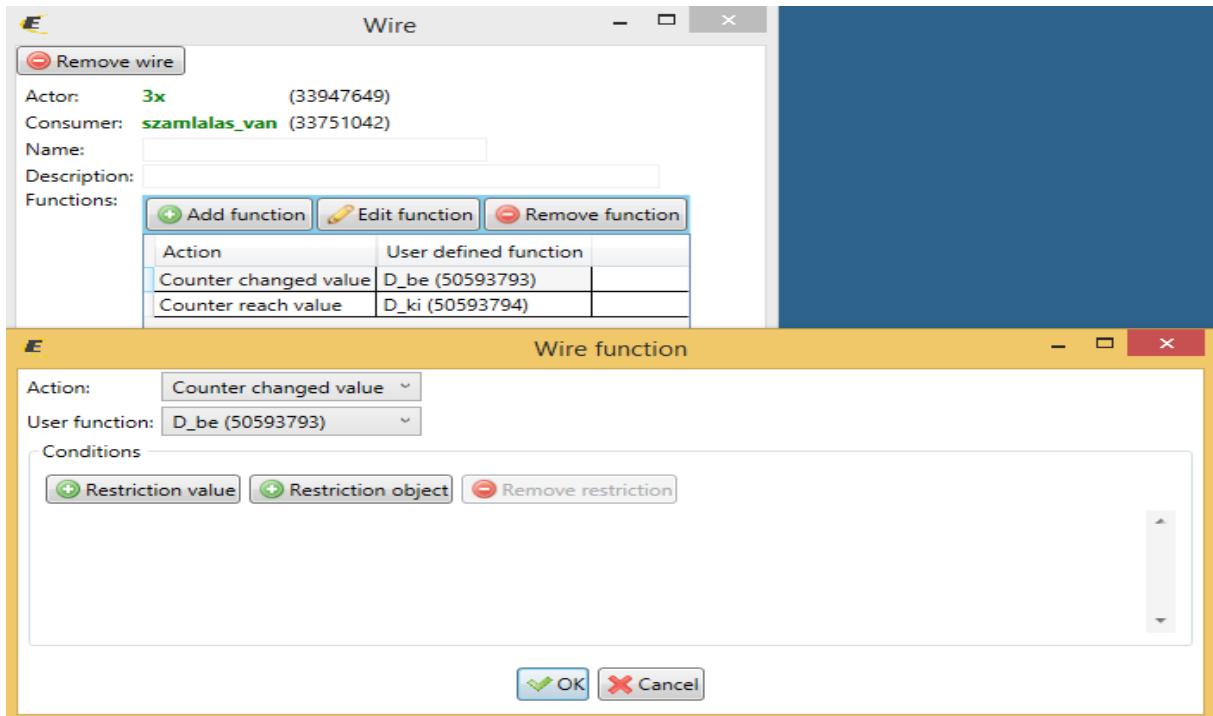 Wire
Remove wire
Actor: 3x (33947649)
Consumer: szamlalas_van (33751042)
Name:
Description:
Functions:
Add function Edit function Remove function
Action User defined function
Counter changed value D_be (50593793)
Counter reach value D_ki (50593794)
Wire function
Action: Counter changed value
User function: D_be (50593793)
Conditions
Restriction value Restriction object Remove restriction
OK Cancel